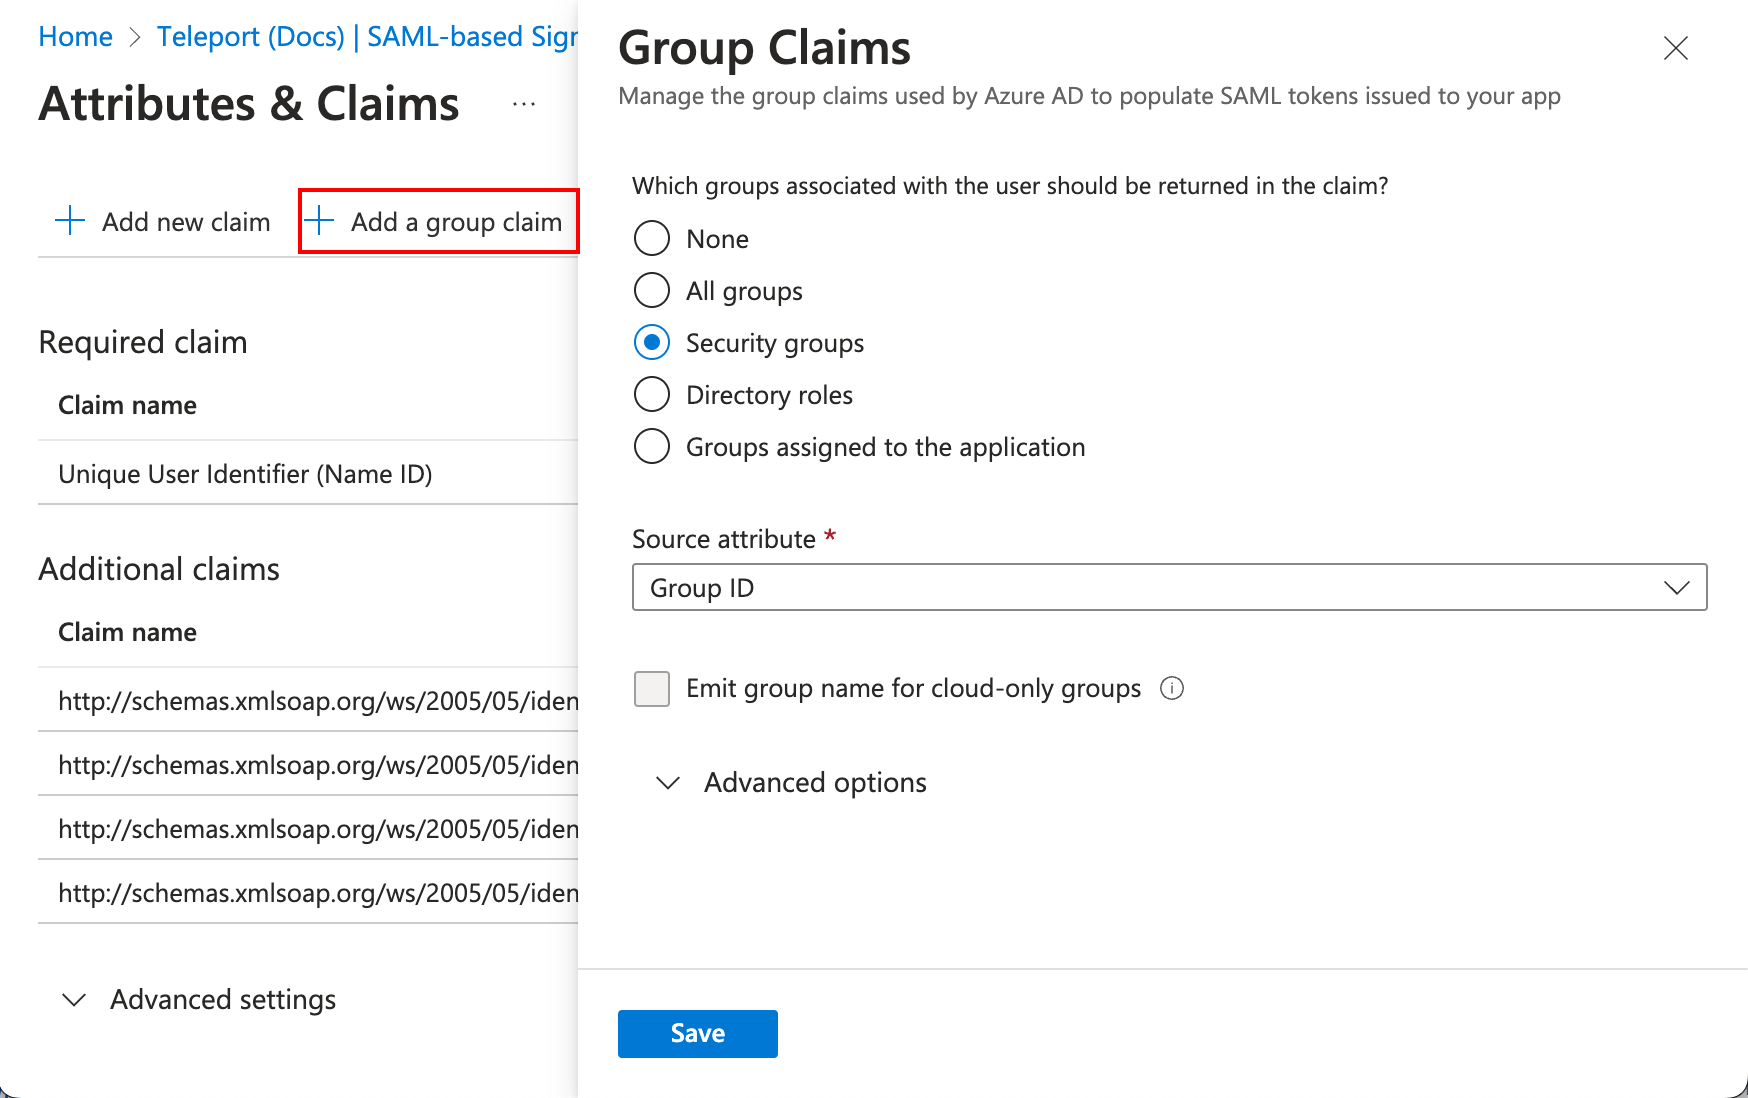 Home > Teleport (Docs) | SAML-based Sign
Attributes & Claims ...
Add new claim
Add a group claim
Required claim
Claim name
Unique User Identifier (Name ID)
Additional claims
Claim name
http://schemas.xmlsoap.org/ws/2005/05/iden
http://schemas.xmlsoap.org/ws/2005/05/iden
http://schemas.xmlsoap.org/ws/2005/05/iden
http://schemas.xmlsoap.org/ws/2005/05/iden
Advanced settings
Group Claims
Manage the group claims used by Azure AD to populate SAML tokens issued to your app
Which groups associated with the user should be returned in the claim?
None
All groups
Security groups
Directory roles
Groups assigned to the application
Source attribute *
Group ID
Emit group name for cloud-only groups
Advanced options
Save